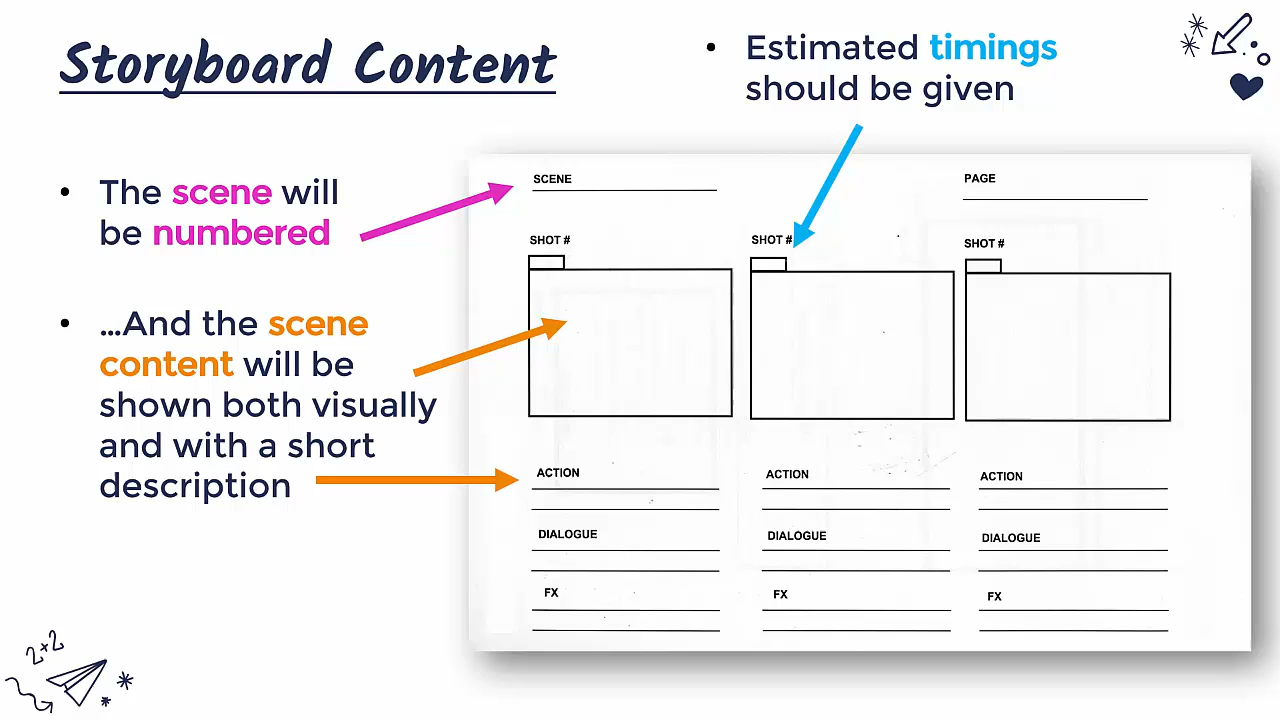 Storyboard Content
• Estimated timings
should be given
• The scene will
be numbered
• ...And the scene
content will be
shown both visually
and with a short
description
SCENE
PAGE
SHOT #
SHOT #
SHOT #
ACTION
ACTION
ACTION
DIALOGUE
DIALOGUE
DIALOGUE
FX
FX
FX
2+2